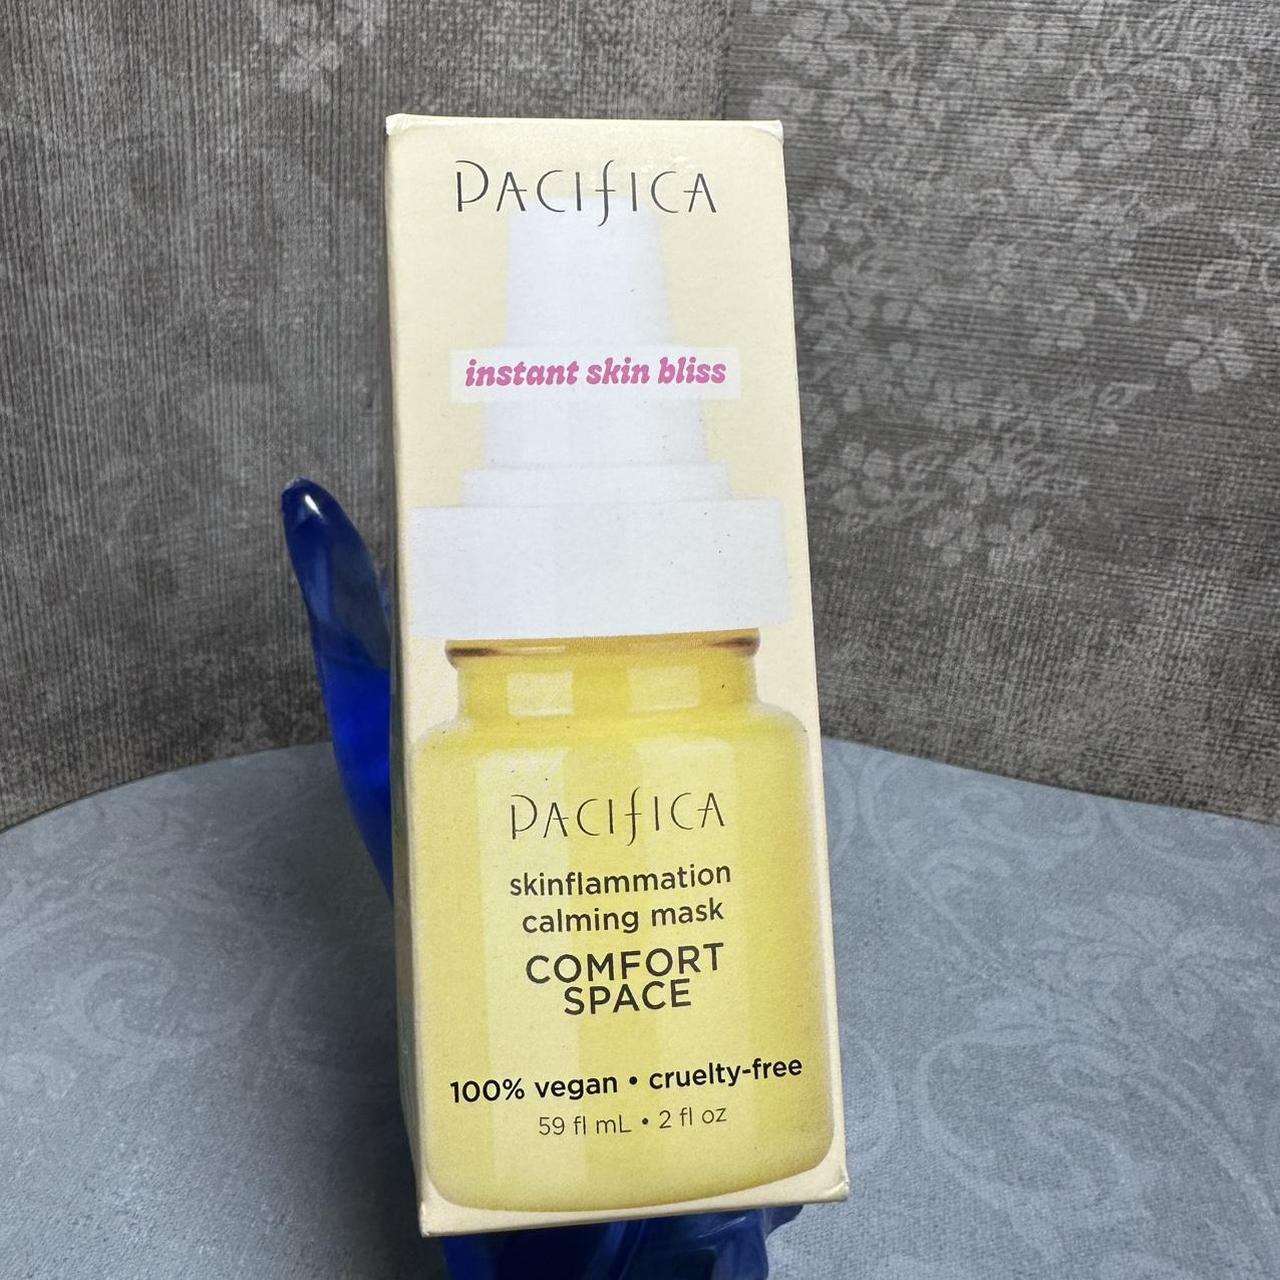 PACIFICA
instant skin bliss
PACIFICA
skinflammation
calming mask
COMFORT
SPACE
100% vegan • cruelty-free
59 fl mL • 2 fl oz